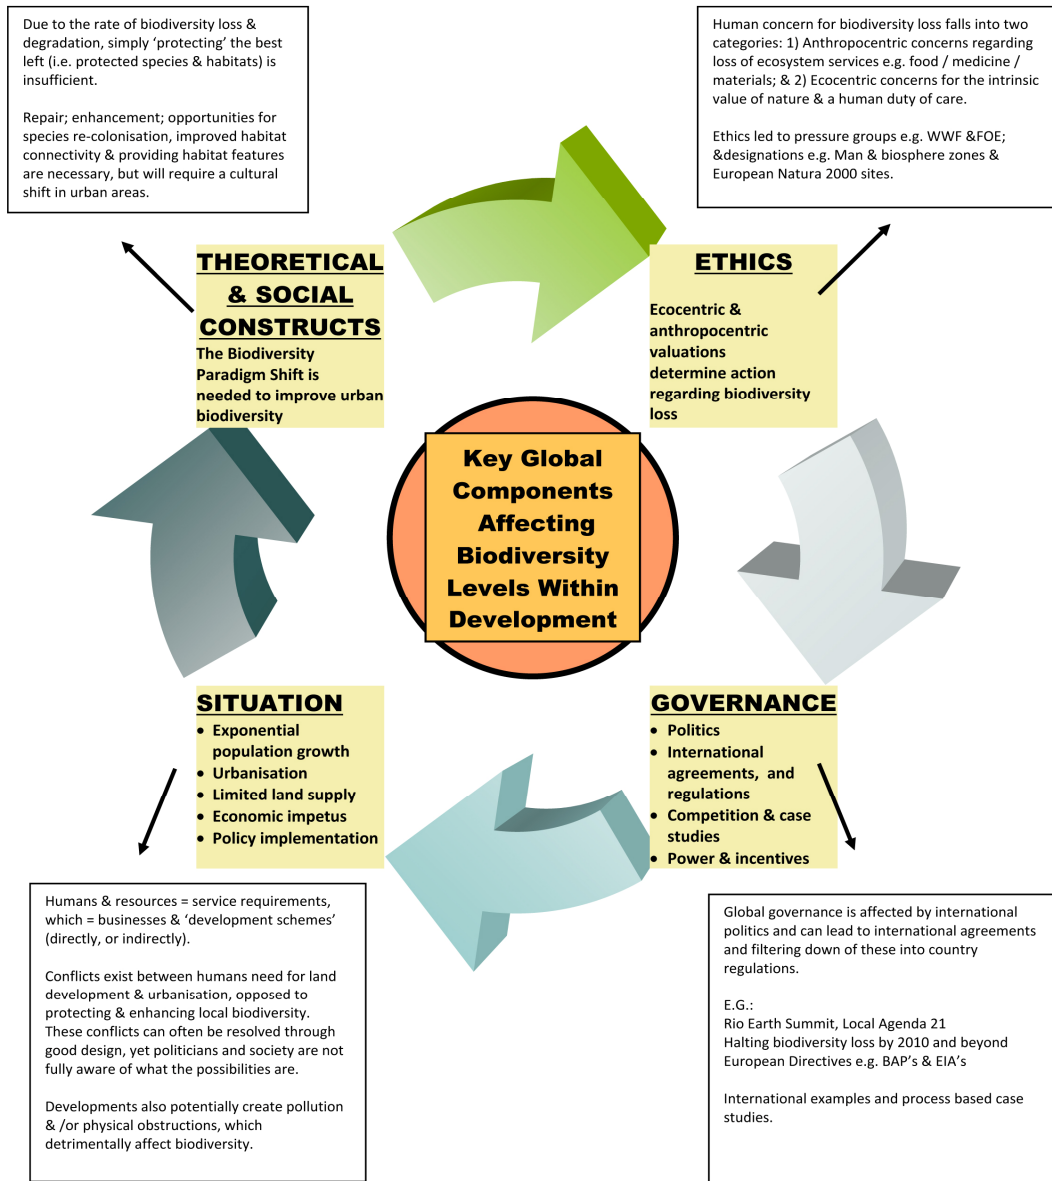 Due to the rate of biodiversity loss &
degradation, simply ‘protecting’ the best
left (i.e. protected species & habitats) is
insufficient.
Repair; enhancement; opportunities for
species re-colonisation, improved habitat
connectivity & providing habitat features
are necessary, but will require a cultural
shift in urban areas.
Human concern for biodiversity loss falls into two
categories: 1) Anthropocentric concerns regarding
loss of ecosystem services e.g. food / medicine /
materials; & 2) Ecocentric concerns for the intrinsic
value of nature & a human duty of care.
Ethics led to pressure groups e.g. WWF &FOE;
&designations e.g. Man & biosphere zones &
European Natura 2000 sites.
THEORETICAL
& SOCIAL
CONSTRUCTS
The Biodiversity
Paradigm Shift is
needed to improve urban
biodiversity
ETHICS
Ecocentric &
anthropocentric
valuations
determine action
regarding biodiversity
loss
Key Global
Components
Affecting
Biodiversity
Levels Within
Development
SITUATION
• Exponential
population growth
• Urbanisation
• Limited land supply
• Economic impetus
• Policy implementation
GOVERNANCE
• Politics
• International
agreements, and
regulations
• Competition & case
studies
• Power & incentives
Humans & resources = service requirements,
which = businesses & ‘development schemes’
(directly, or indirectly).
Conflicts exist between humans need for land
development & urbanisation, opposed to
protecting & enhancing local biodiversity.
These conflicts can often be resolved through
good design, yet politicians and society are not
fully aware of what the possibilities are.
Developments also potentially create pollution
& /or physical obstructions, which
detrimentally affect biodiversity.
Global governance is affected by international
politics and can lead to international agreements
and filtering down of these into country
regulations.
E.G.:
Rio Earth Summit, Local Agenda 21
Halting biodiversity loss by 2010 and beyond
European Directives e.g. BAP’s & EIA’s
International examples and process based case
studies.